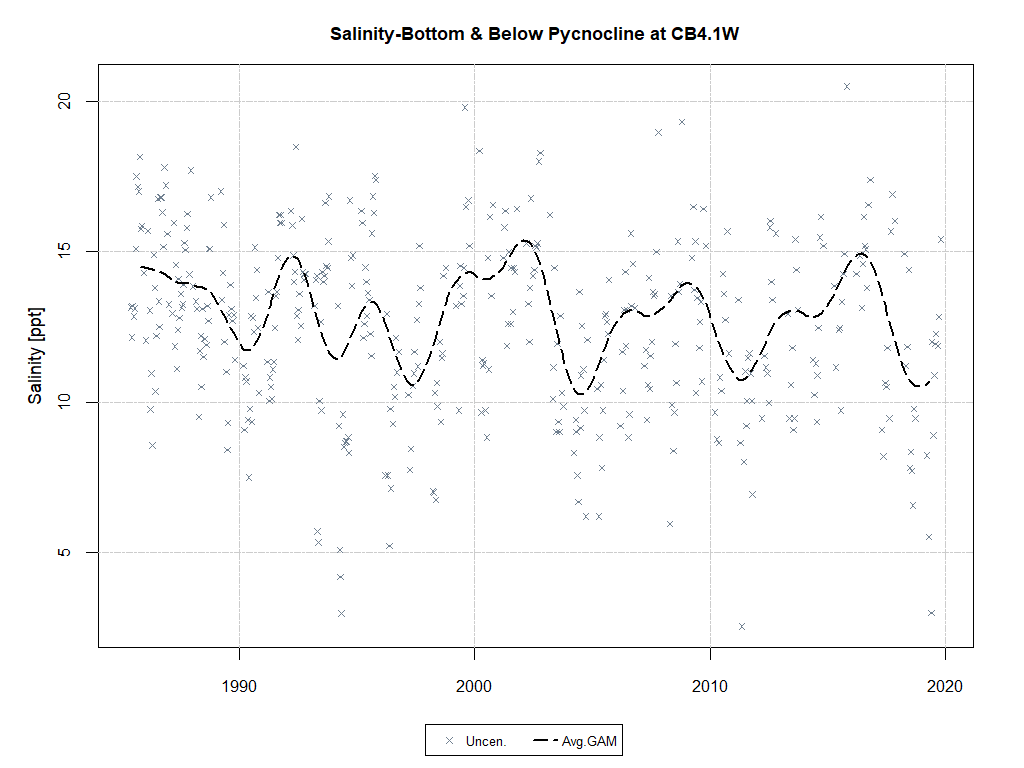 Salinity-Bottom & Below Pycnocline at CB4.1W
20
15
10
5
Salinity [ppt]
1990 2000 2010 2020
Uncen. Avg.GAM